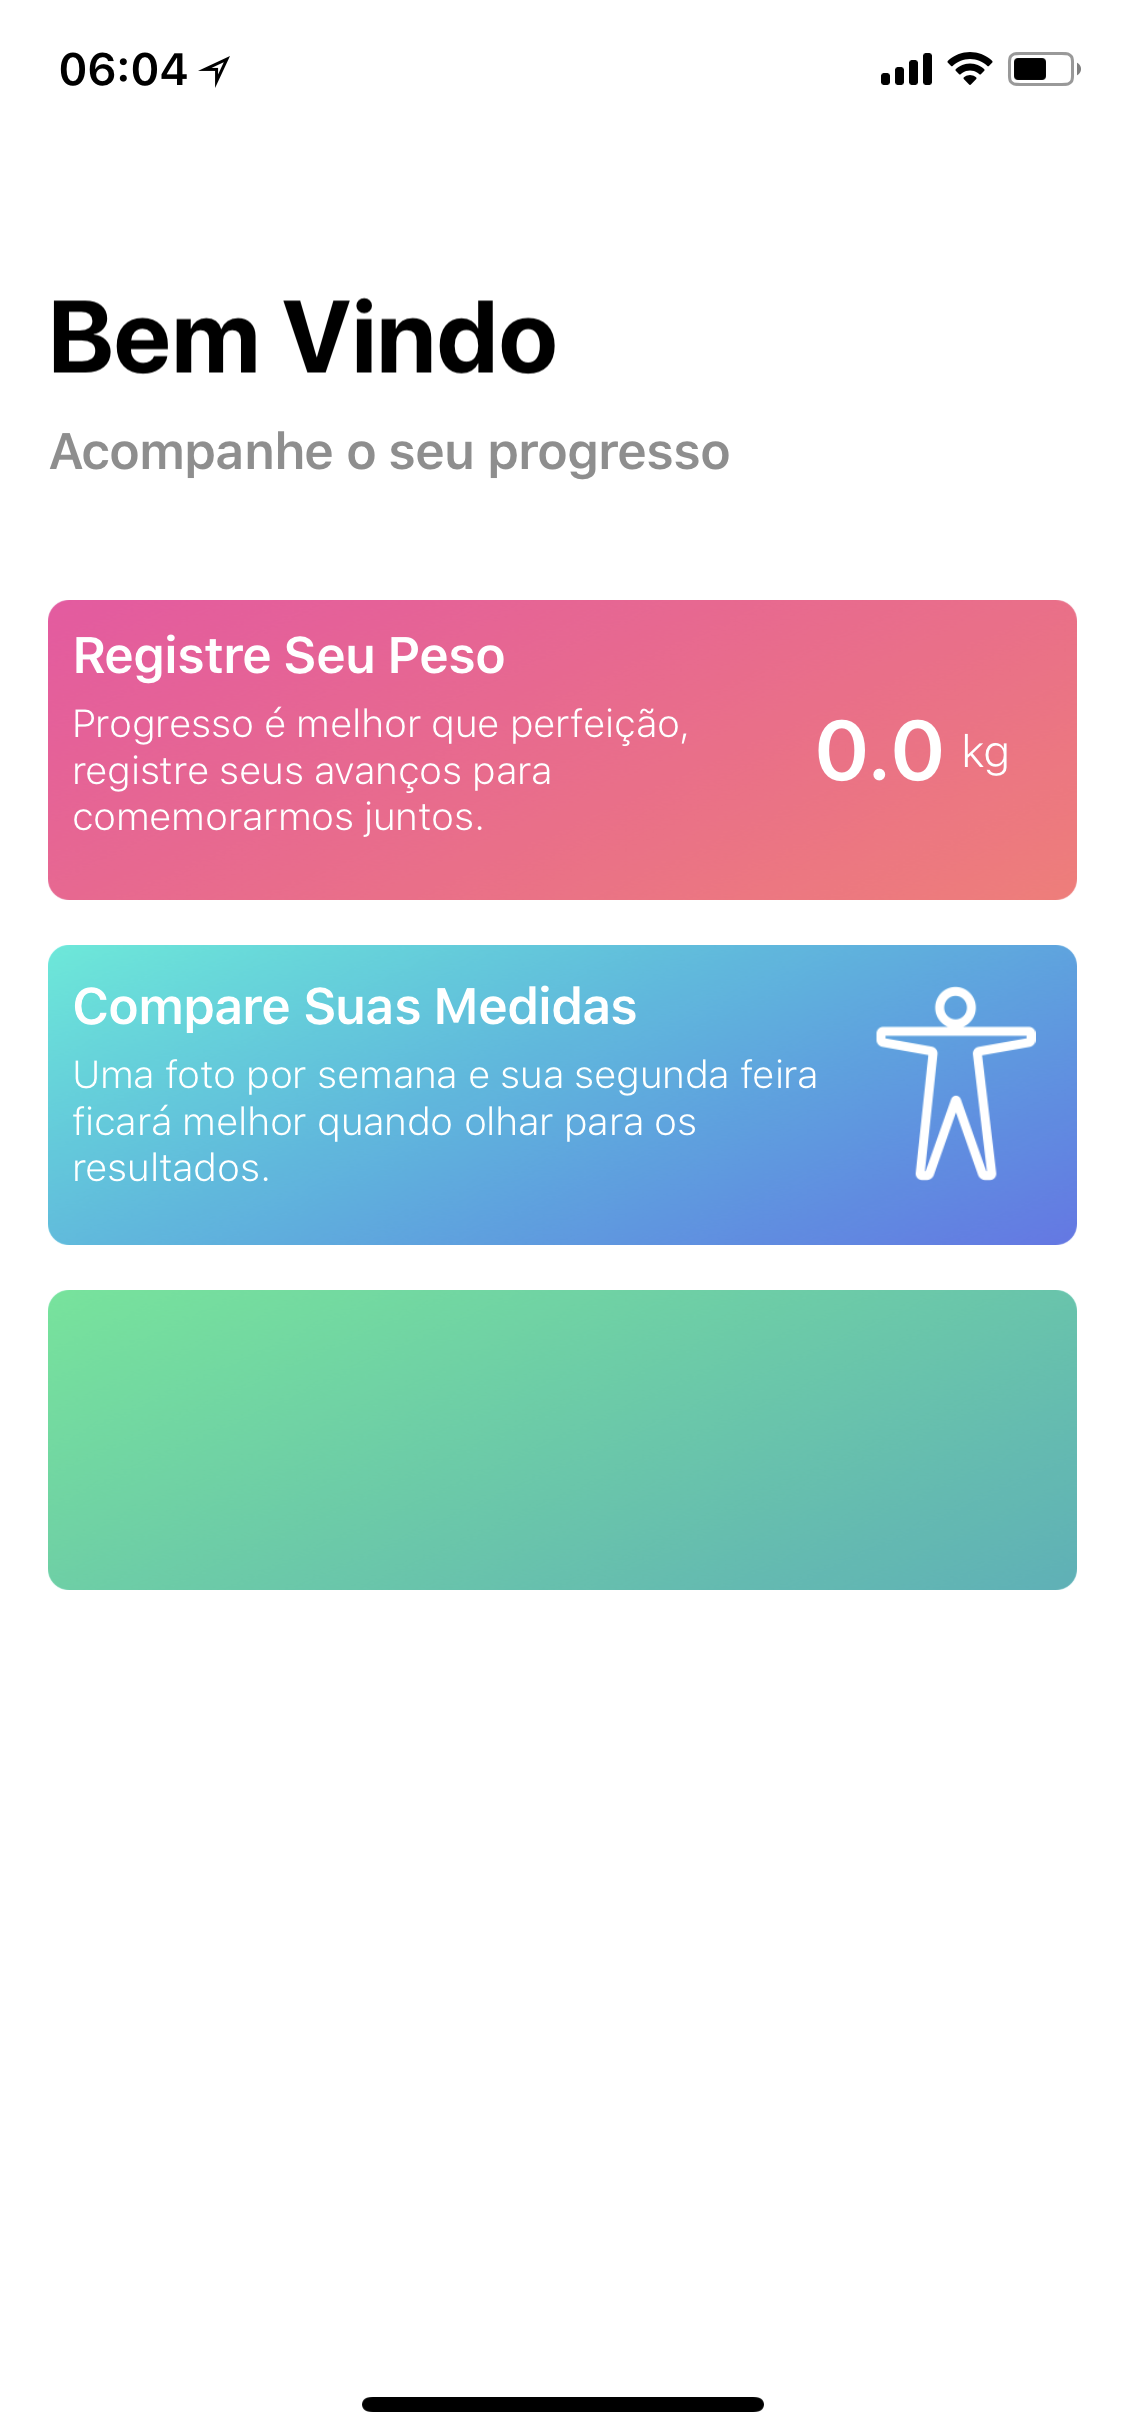 06:04
Bem Vindo
Acompanhe o seu progresso
Registre Seu Peso
Progresso é melhor que perfeição,
registre seus avanços para
comemorarmos juntos.
0.0 kg
Compare Suas Medidas
Uma foto por semana e sua segunda feira
ficará melhor quando olhar para os
resultados.